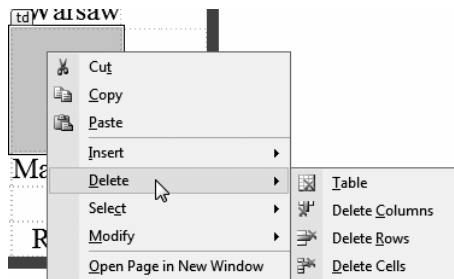 td
Warsaw
Cut
Copy
Paste
Insert
Ma
Delete
Table
Select
Delete Columns
R
Modify
Delete Rows
Open Page in New Window
Delete Cells